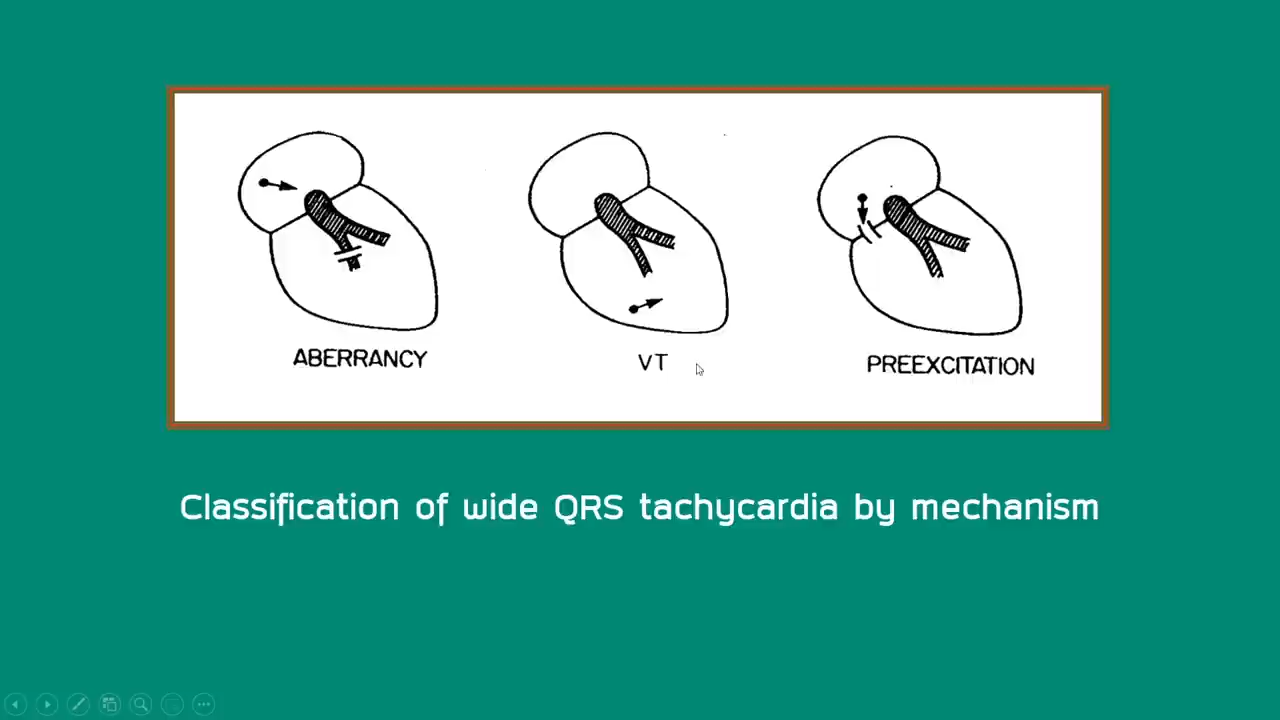 ABERRANCY
VT
PREEXCITATION
Classification of wide QRS tachycardia by mechanism